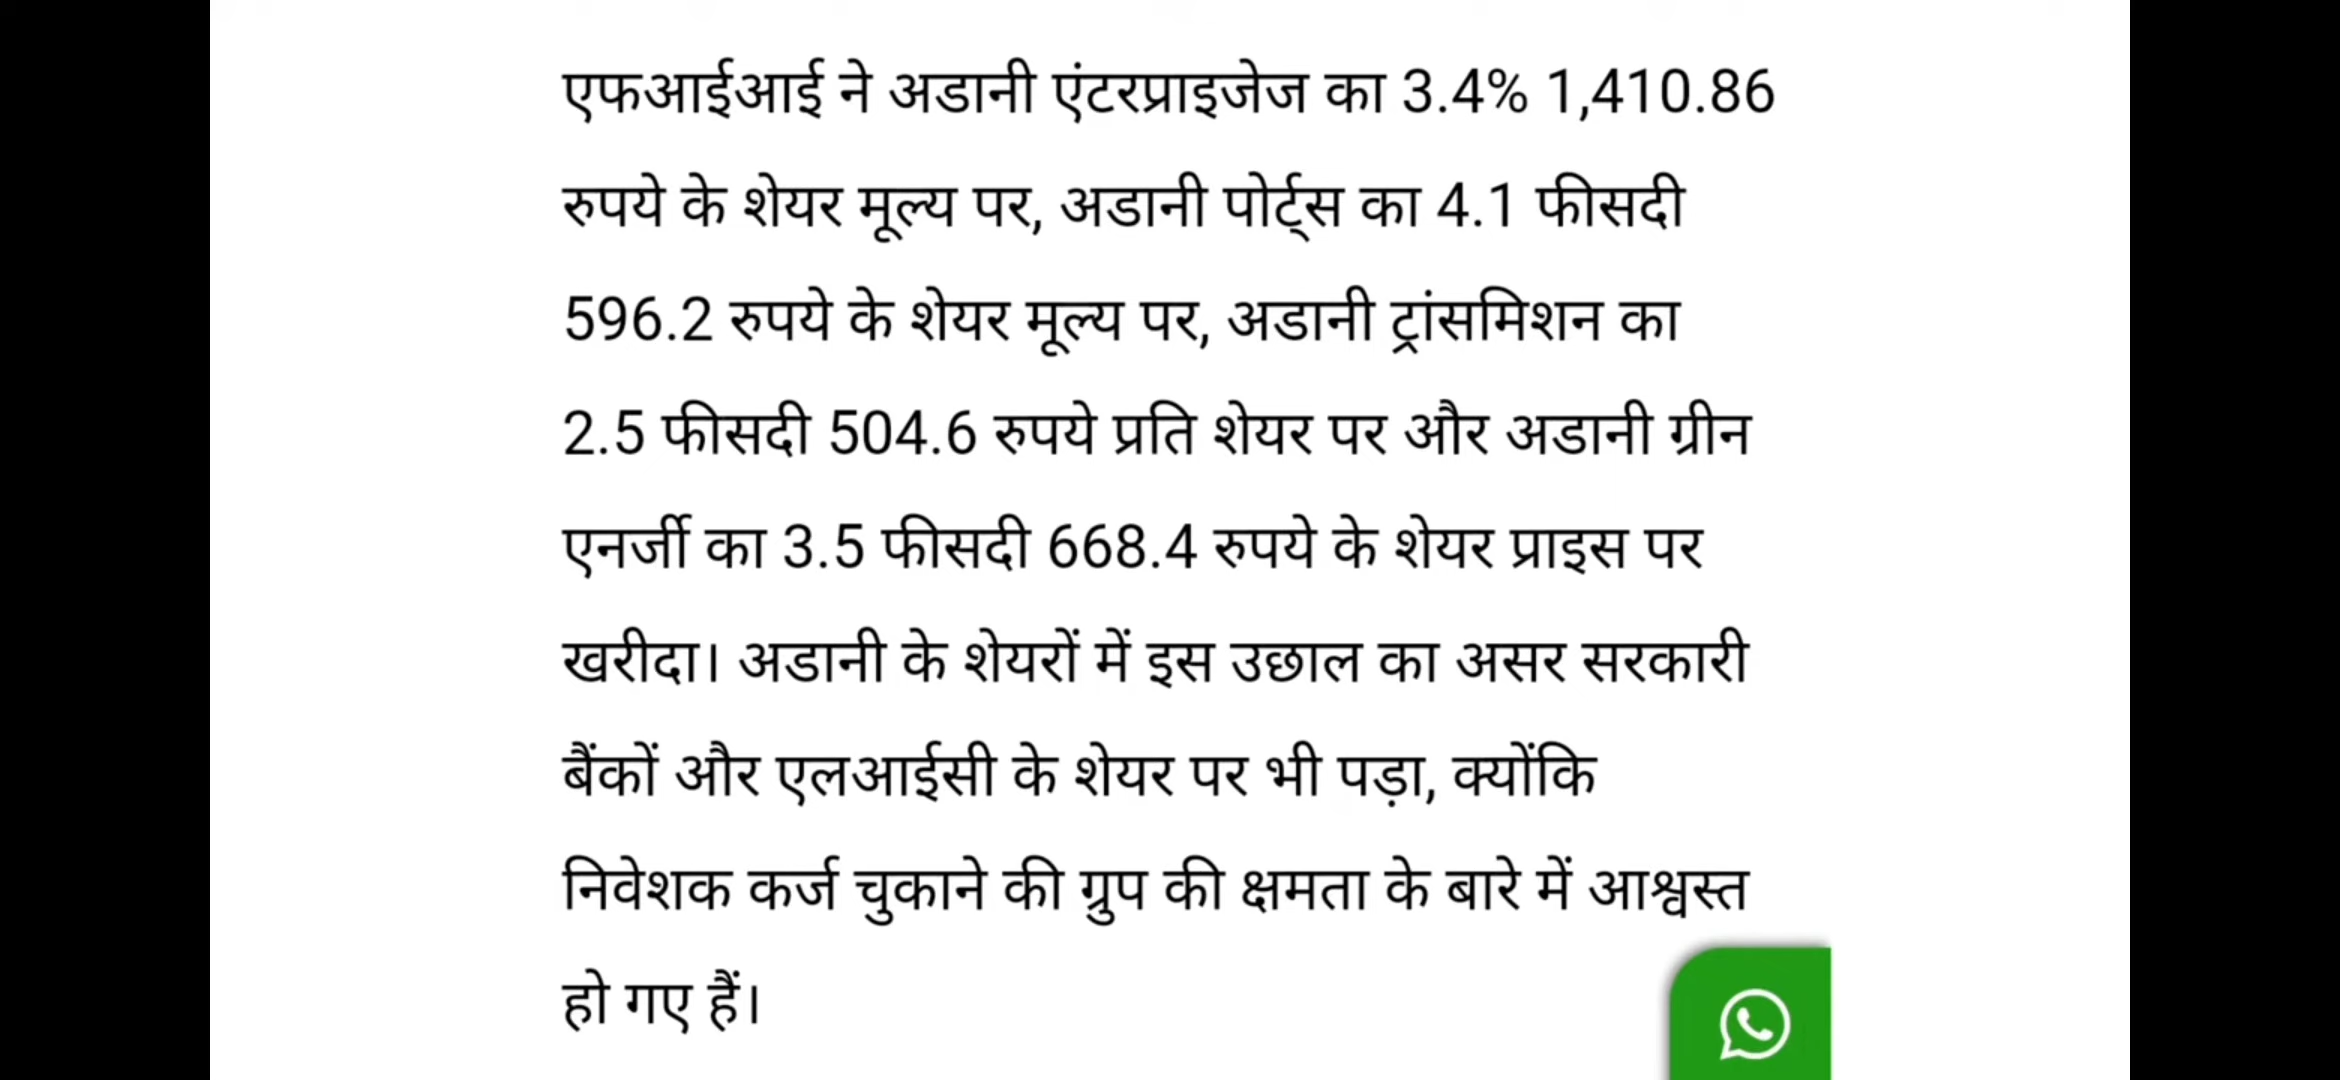 एफआईआई ने अडानी एंटरप्राइजेज का 3.4% 1,410.86
रुपये के शेयर मूल्य पर, अडानी पोर्ट्स का 4.1 फीसदी
596.2 रुपये के शेयर मूल्य पर, अडानी ट्रांसमिशन का
2.5 फीसदी 504.6 रुपये प्रति शेयर पर और अडानी ग्रीन
एनर्जी का 3.5 फीसदी 668.4 रुपये के शेयर प्राइस पर
खरीदा। अडानी के शेयरों में इस उछाल का असर सरकारी
बैंकों और एलआईसी के शेयर पर भी पड़ा, क्योंकि
निवेशक कर्ज चुकाने की ग्रुप की क्षमता के बारे में आश्वस्त
हो गए हैं।